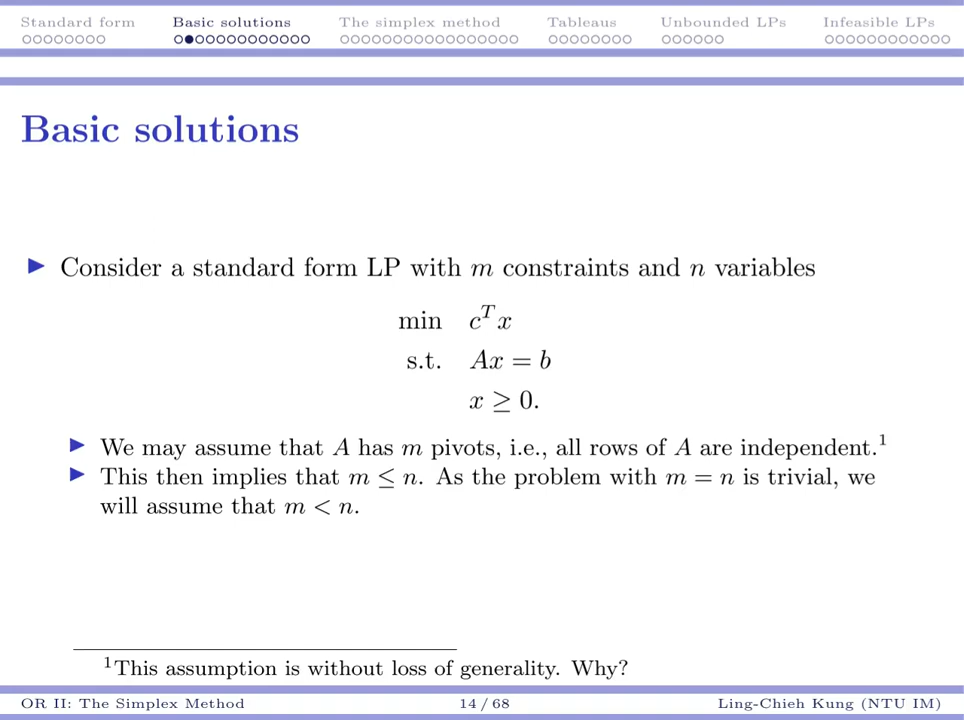 Standard form Basic solutions The simplex method Tableaus Unbounded LPs Infeasible LPs
Basic solutions
▶ Consider a standard form LP with m constraints and n variables
min c^T x
s.t. Ax = b
x ≥ 0.
▶ We may assume that A has m pivots, i.e., all rows of A are independent.¹
▶ This then implies that m ≤ n. As the problem with m = n is trivial, we
will assume that m < n.
¹This assumption is without loss of generality. Why?
OR II: The Simplex Method 14 / 68 Ling-Chieh Kung (NTU IM)